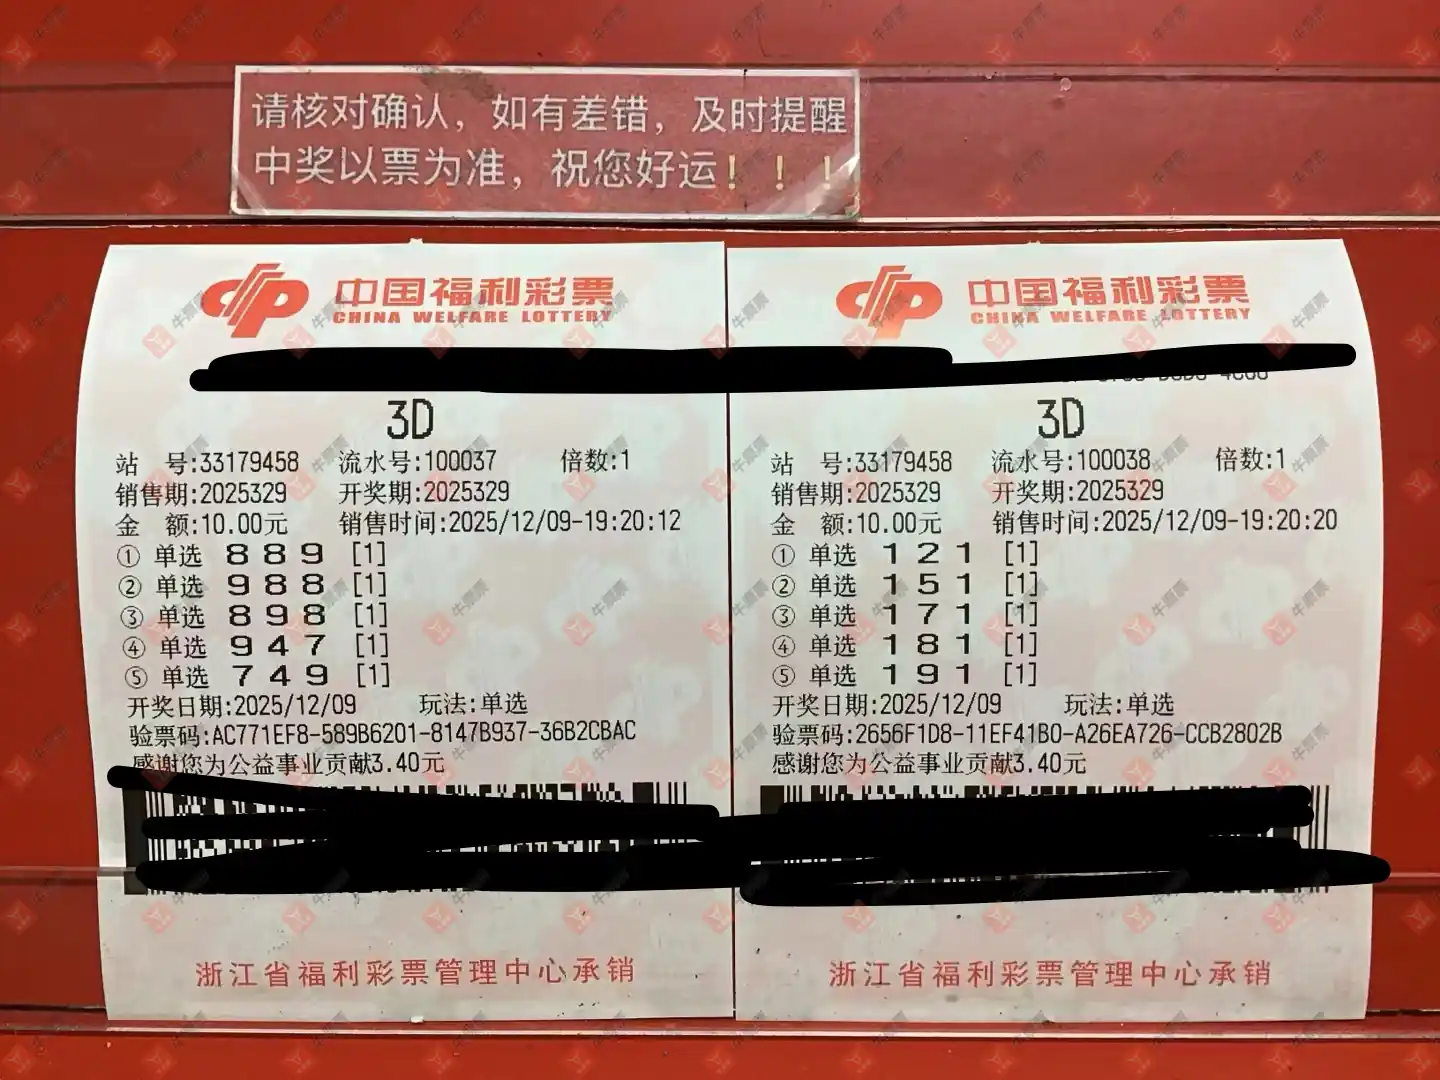 请核对确认，如有差错，及时提醒
中奖以票为准，祝您好运！！！
中国福利彩票
CHINA WELFARE LOTTERY
3D
站 号:33179458 流水号:100037 倍数:1
销售期:2025329 开奖期:2025329
金 额:10.00元 销售时间:2025/12/09-19:20:12
① 单选 8 8 9 [1]
② 单选 9 8 8 [1]
③ 单选 8 9 8 [1]
④ 单选 9 4 7 [1]
⑤ 单选 7 4 9 [1]
开奖日期:2025/12/09 玩法:单选
验票码:AC771EF8-589B6201-8147B937-36B2CBAC
感谢您为公益事业贡献3.40元
浙江省福利彩票管理中心承销
中国福利彩票
CHINA WELFARE LOTTERY
3D
站 号:33179458 流水号:100038 倍数:1
销售期:2025329 开奖期:2025329
金 额:10.00元 销售时间:2025/12/09-19:20:20
① 单选 1 2 1 [1]
② 单选 1 5 1 [1]
③ 单选 1 7 1 [1]
④ 单选 1 8 1 [1]
⑤ 单选 1 9 1 [1]
开奖日期:2025/12/09 玩法:单选
验票码:2656F1D8-11EF41B0-A26EA726-CCB2802B
感谢您为公益事业贡献3.40元
浙江省福利彩票管理中心承销